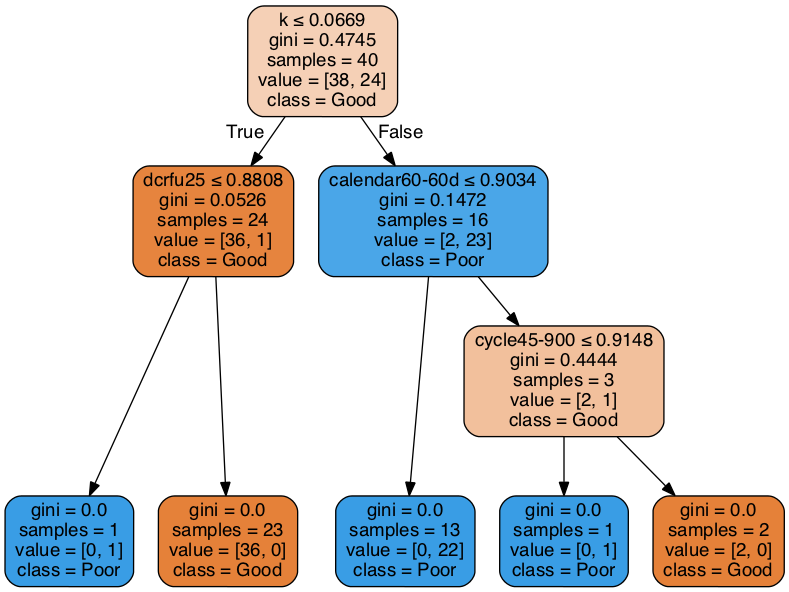 k ≤ 0.0669
gini = 0.4745
samples = 40
value = [38, 24]
class = Good
True
False
dcrfu25 ≤ 0.8808
gini = 0.0526
samples = 24
value = [36, 1]
class = Good
calendar60-60d ≤ 0.9034
gini = 0.1472
samples = 16
value = [2, 23]
class = Poor
cycle45-900 ≤ 0.9148
gini = 0.4444
samples = 3
value = [2, 1]
class = Good
gini = 0.0
samples = 1
value = [0, 1]
class = Poor
gini = 0.0
samples = 23
value = [36, 0]
class = Good
gini = 0.0
samples = 13
value = [0, 22]
class = Poor
gini = 0.0
samples = 1
value = [0, 1]
class = Poor
gini = 0.0
samples = 2
value = [2, 0]
class = Good